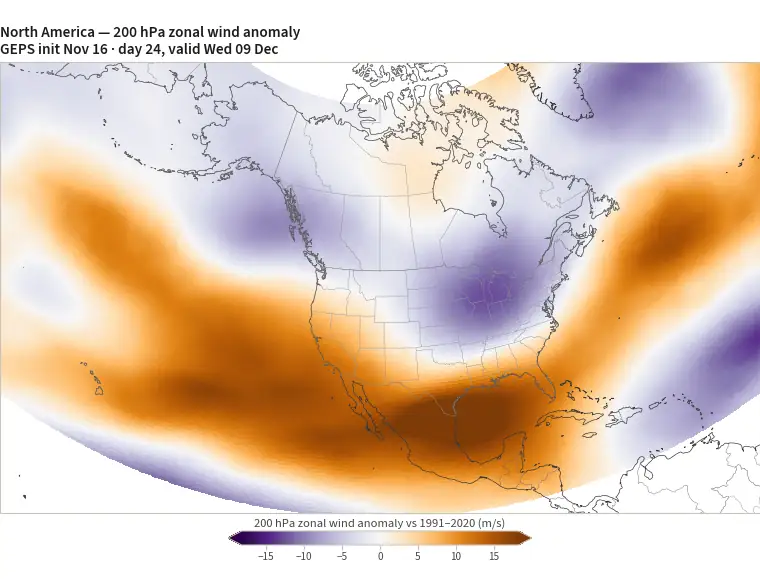 North America — 200 hPa zonal wind anomaly
GEPS init Nov 16 · day 24, valid Wed 09 Dec
200 hPa zonal wind anomaly vs 1991–2020 (m/s)
−15 −10 −5 0 5 10 15